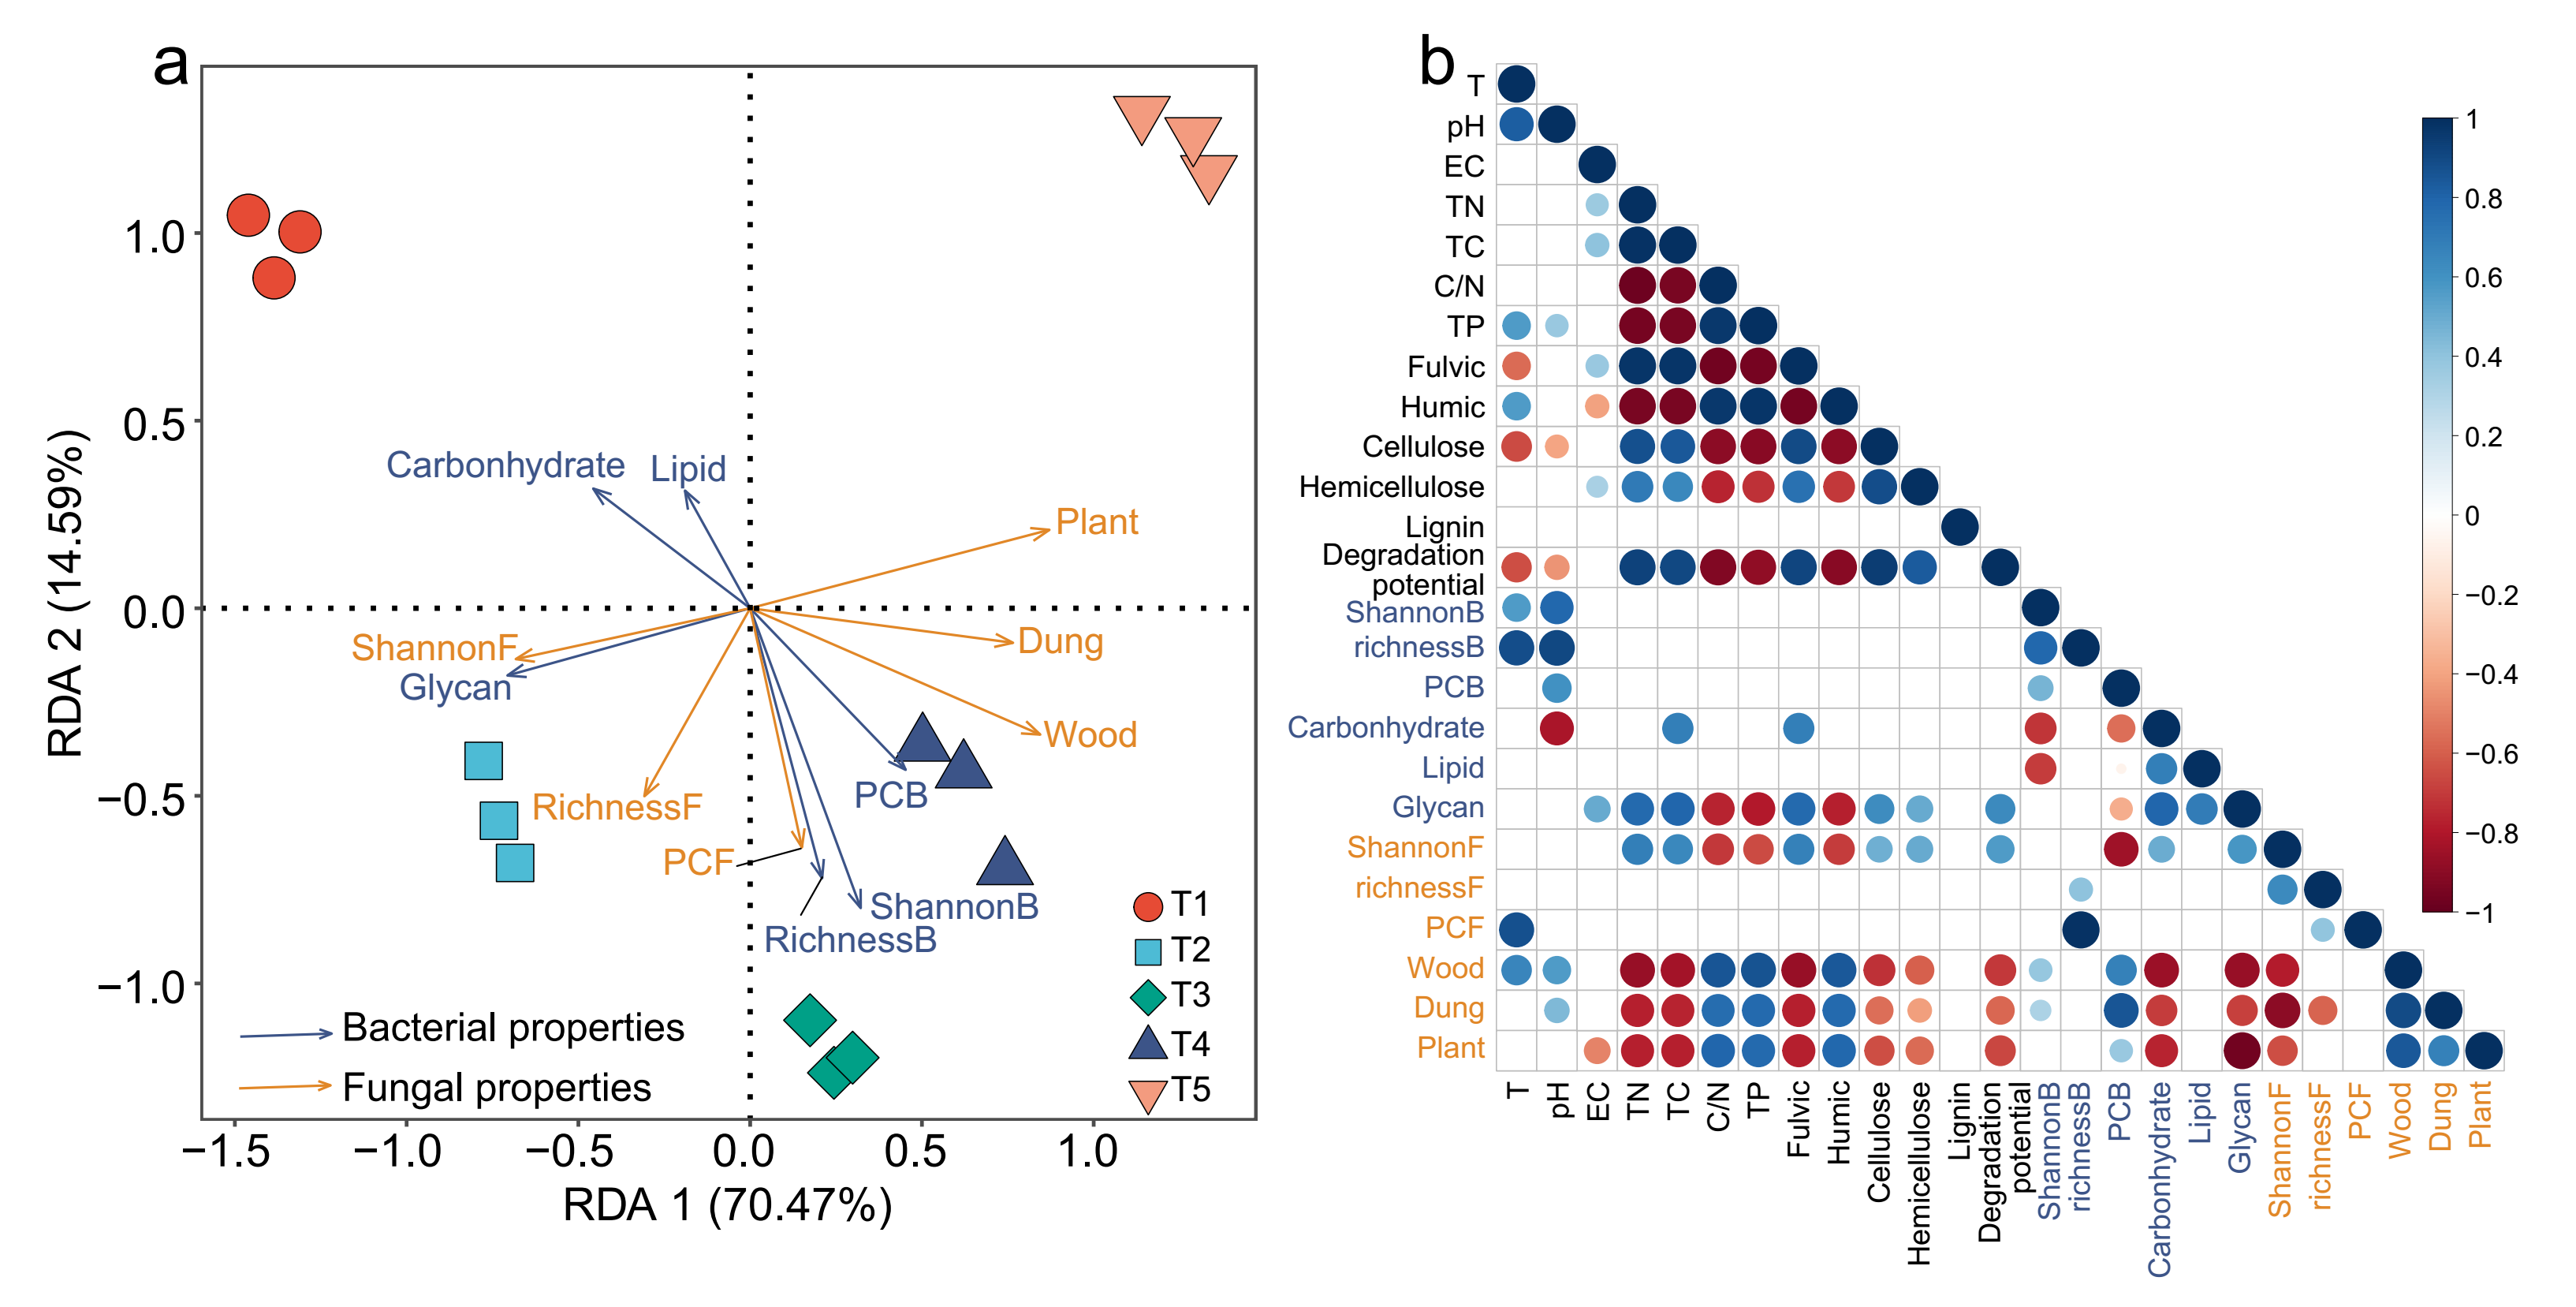 a
RDA 2 (14.59%)
1.0
0.5
0.0
−0.5
−1.0
Carbonhydrate
Lipid
Plant
ShannonF
Glycan
Dung
Wood
RichnessF
PCB
PCF
ShannonB
RichnessB
T1
T2
T3
T4
T5
Bacterial properties
Fungal properties
−1.5
−1.0
−0.5
0.0
0.5
1.0
RDA 1 (70.47%)
b
T
pH
EC
TN
TC
C/N
TP
Fulvic
Humic
Cellulose
Hemicellulose
Lignin
Degradation
potential
ShannonB
richnessB
PCB
Carbonhydrate
Lipid
Glycan
ShannonF
richnessF
PCF
Wood
Dung
Plant
T
pH
EC
TN
TC
C/N
TP
Fulvic
Humic
Cellulose
Hemicellulose
Lignin
Degradation
potential
ShannonB
richnessB
PCB
Carbonhydrate
Lipid
Glycan
ShannonF
richnessF
PCF
Wood
Dung
Plant
1
0.8
0.6
0.4
0.2
0
−0.2
−0.4
−0.6
−0.8
−1